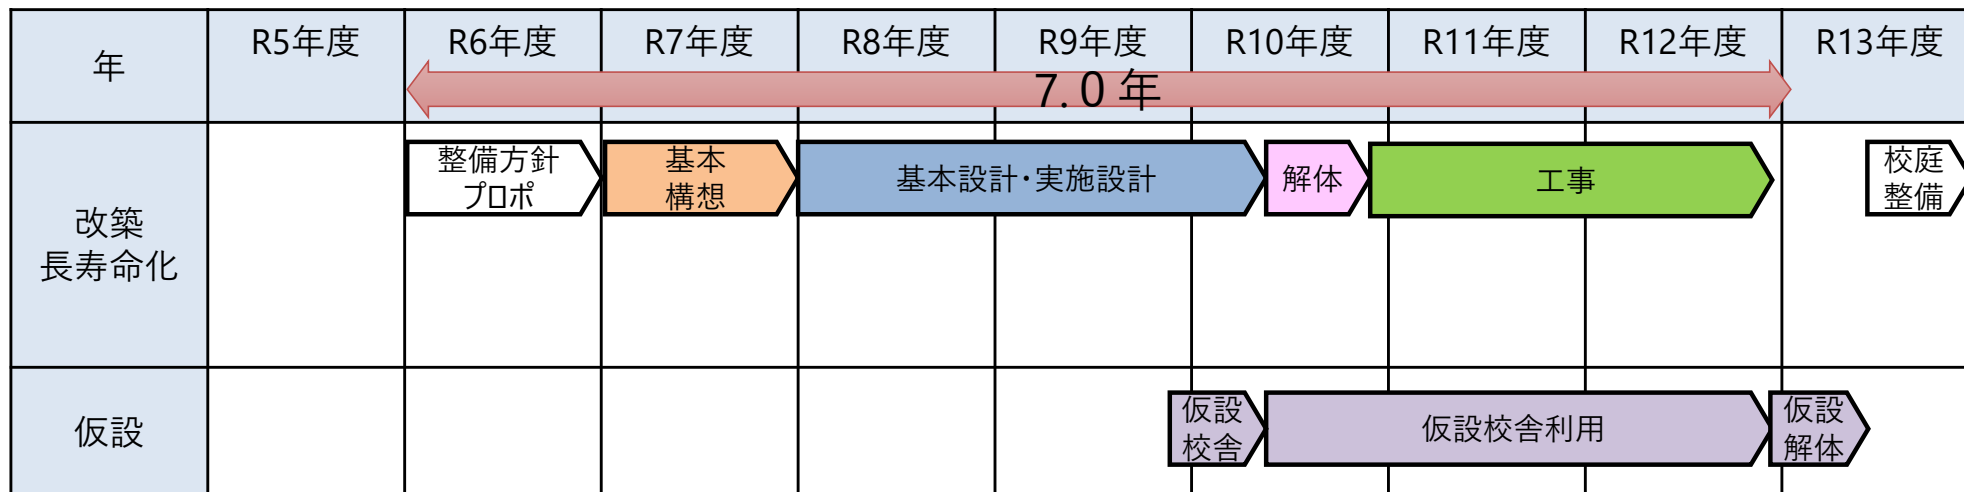 年
R5年度
R6年度
R7年度
R8年度
R9年度
R10年度
R11年度
R12年度
R13年度
7.0年
改築
長寿命化
整備方針
プロポ
基本
構想
基本設計・実施設計
解体
工事
校庭
整備
仮設
仮設
校舎
仮設校舎利用
仮設
解体